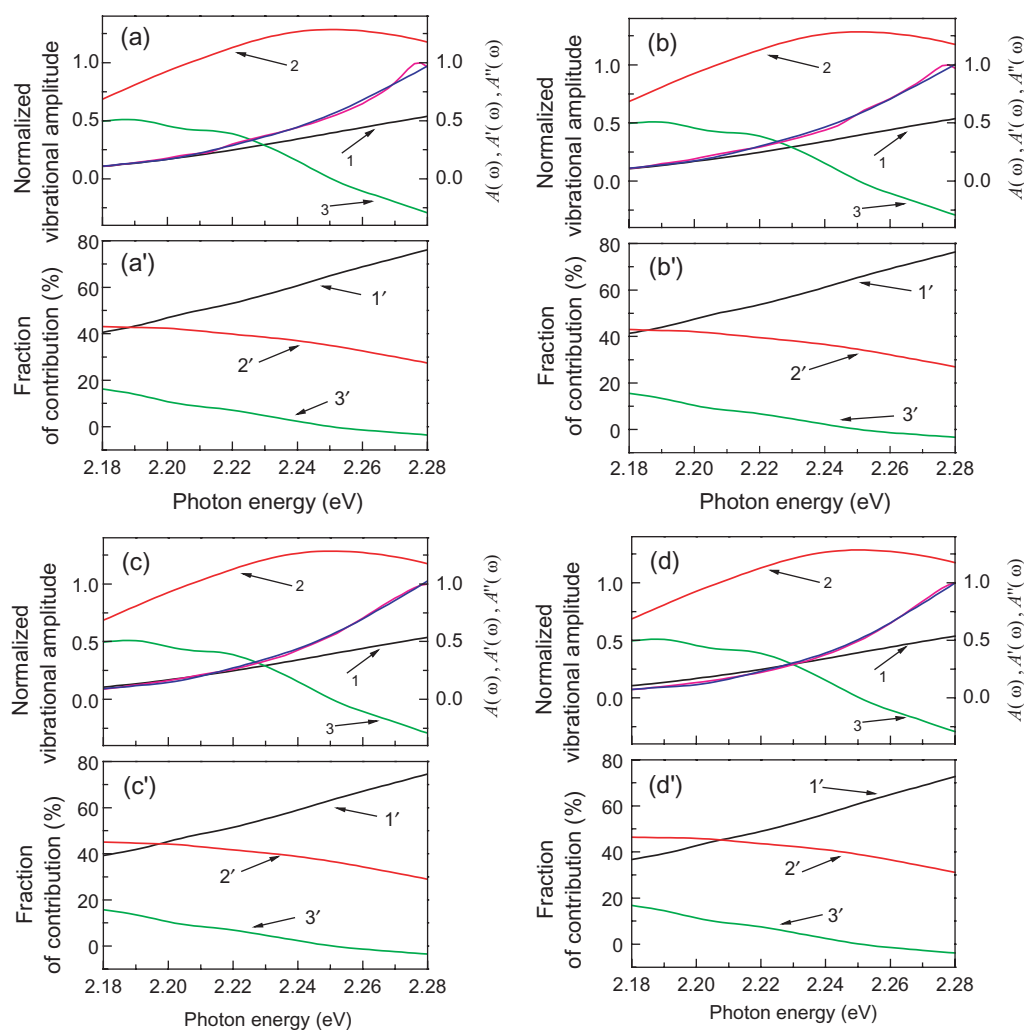 (a)
2
1
3
1.0
0.5
0.0
Normalized
vibrational amplitude
1.0
0.5
0.0
A(ω), A'(ω), A''(ω)
(a')
1′
2′
3′
80
60
40
20
0
Fraction
of contribution (%)
2.18 2.20 2.22 2.24 2.26 2.28
Photon energy (eV)
(b)
2
1
3
1.0
0.5
0.0
Normalized
vibrational amplitude
1.0
0.5
0.0
A(ω), A'(ω), A''(ω)
(b')
1′
2′
3′
80
60
40
20
0
Fraction
of contribution (%)
2.18 2.20 2.22 2.24 2.26 2.28
Photon energy (eV)
(c)
2
1
3
1.0
0.5
0.0
Normalized
vibrational amplitude
1.0
0.5
0.0
A(ω), A'(ω), A''(ω)
(c')
1′
2′
3′
80
60
40
20
0
Fraction
of contribution (%)
2.18 2.20 2.22 2.24 2.26 2.28
Photon energy (eV)
(d)
2
1
3
1.0
0.5
0.0
Normalized
vibrational amplitude
1.0
0.5
0.0
A(ω), A'(ω), A''(ω)
(d')
1′
2′
3′
80
60
40
20
0
Fraction
of contribution (%)
2.18 2.20 2.22 2.24 2.26 2.28
Photon energy (eV)